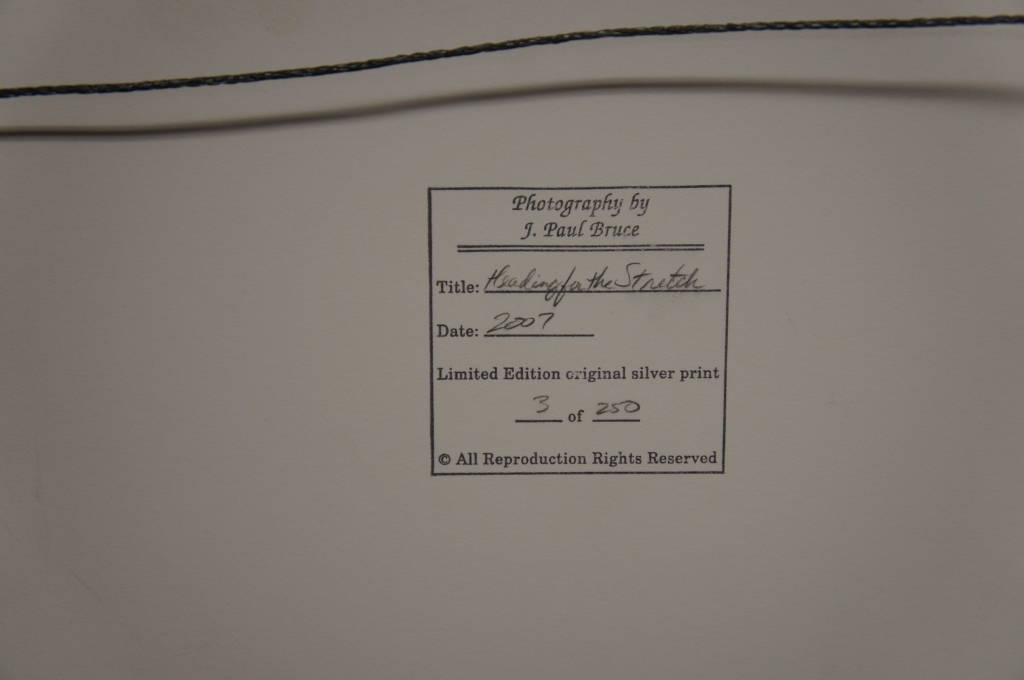 Photography by
J. Paul Bruce
Title: Heading for the Stretch
Date: 2007
Limited Edition original silver print
3 of 250
© All Reproduction Rights Reserved